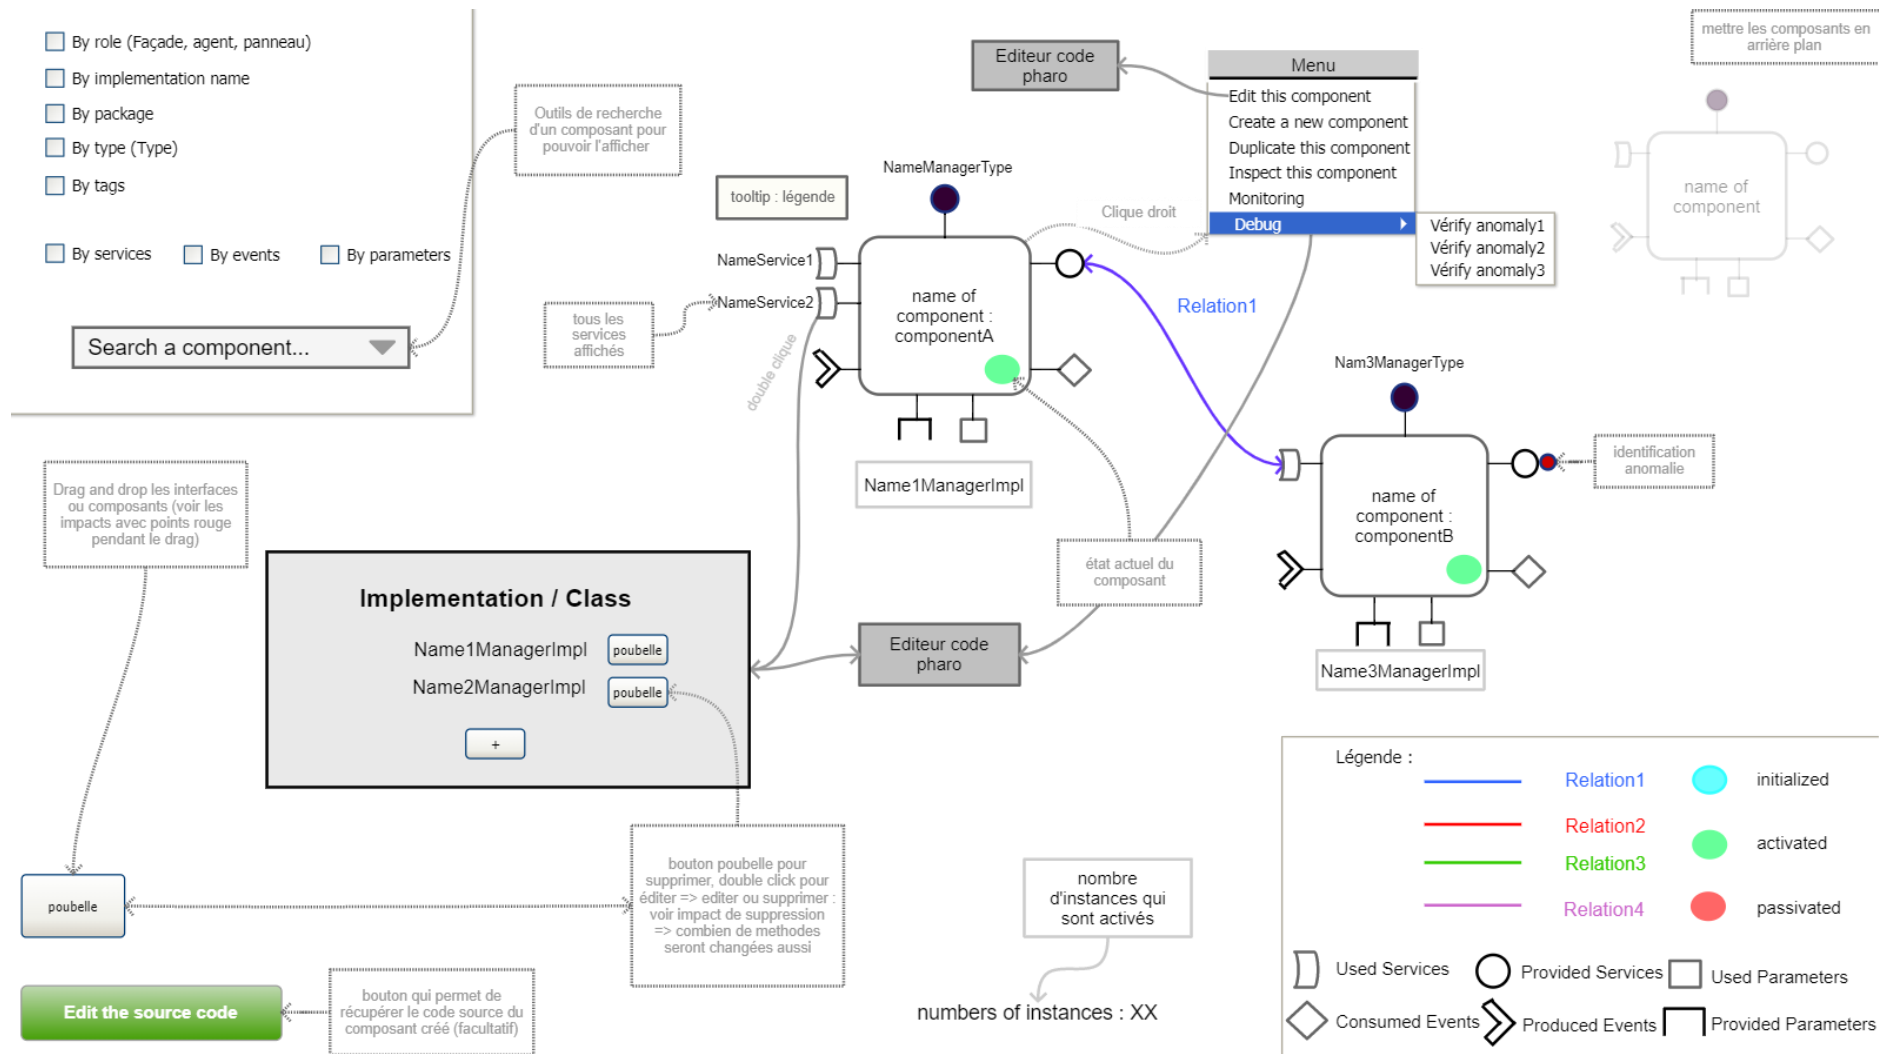 By role (Façade, agent, panneau)
By implementation name
By package
By type (Type)
By tags
By services
By events
By parameters
Search a component...
Outils de recherche
d'un composant pour
pouvoir l'afficher
tooltip : légende
NameManagerType
NameService1
NameService2
tous les
services
affichés
double clique
name of
component :
componentA
Name1ManagerImpl
Editeur code
pharo
Clique droit
Menu
Edit this component
Create a new component
Duplicate this component
Inspect this component
Monitoring
Debug
Vérify anomaly1
Vérify anomaly2
Vérify anomaly3
Relation1
mettre les composants en
arrière plan
name of
component
Nam3ManagerType
name of
component :
componentB
Name3ManagerImpl
identification
anomalie
état actuel du
composant
Editeur code
pharo
Drag and drop les interfaces
ou composants (voir les
impacts avec points rouge
pendant le drag)
Implementation / Class
Name1ManagerImpl
poubelle
Name2ManagerImpl
poubelle
+
poubelle
bouton poubelle pour
supprimer, double click pour
éditer => editer ou supprimer :
voir impact de suppression
=> combien de methodes
seront changées aussi
Edit the source code
bouton qui permet de
récupérer le code source du
composant créé (facultatif)
nombre
d'instances qui
sont activés
numbers of instances : XX
Légende :
Relation1
Relation2
Relation3
Relation4
initialized
activated
passivated
Used Services
Provided Services
Used Parameters
Consumed Events
Produced Events
Provided Parameters